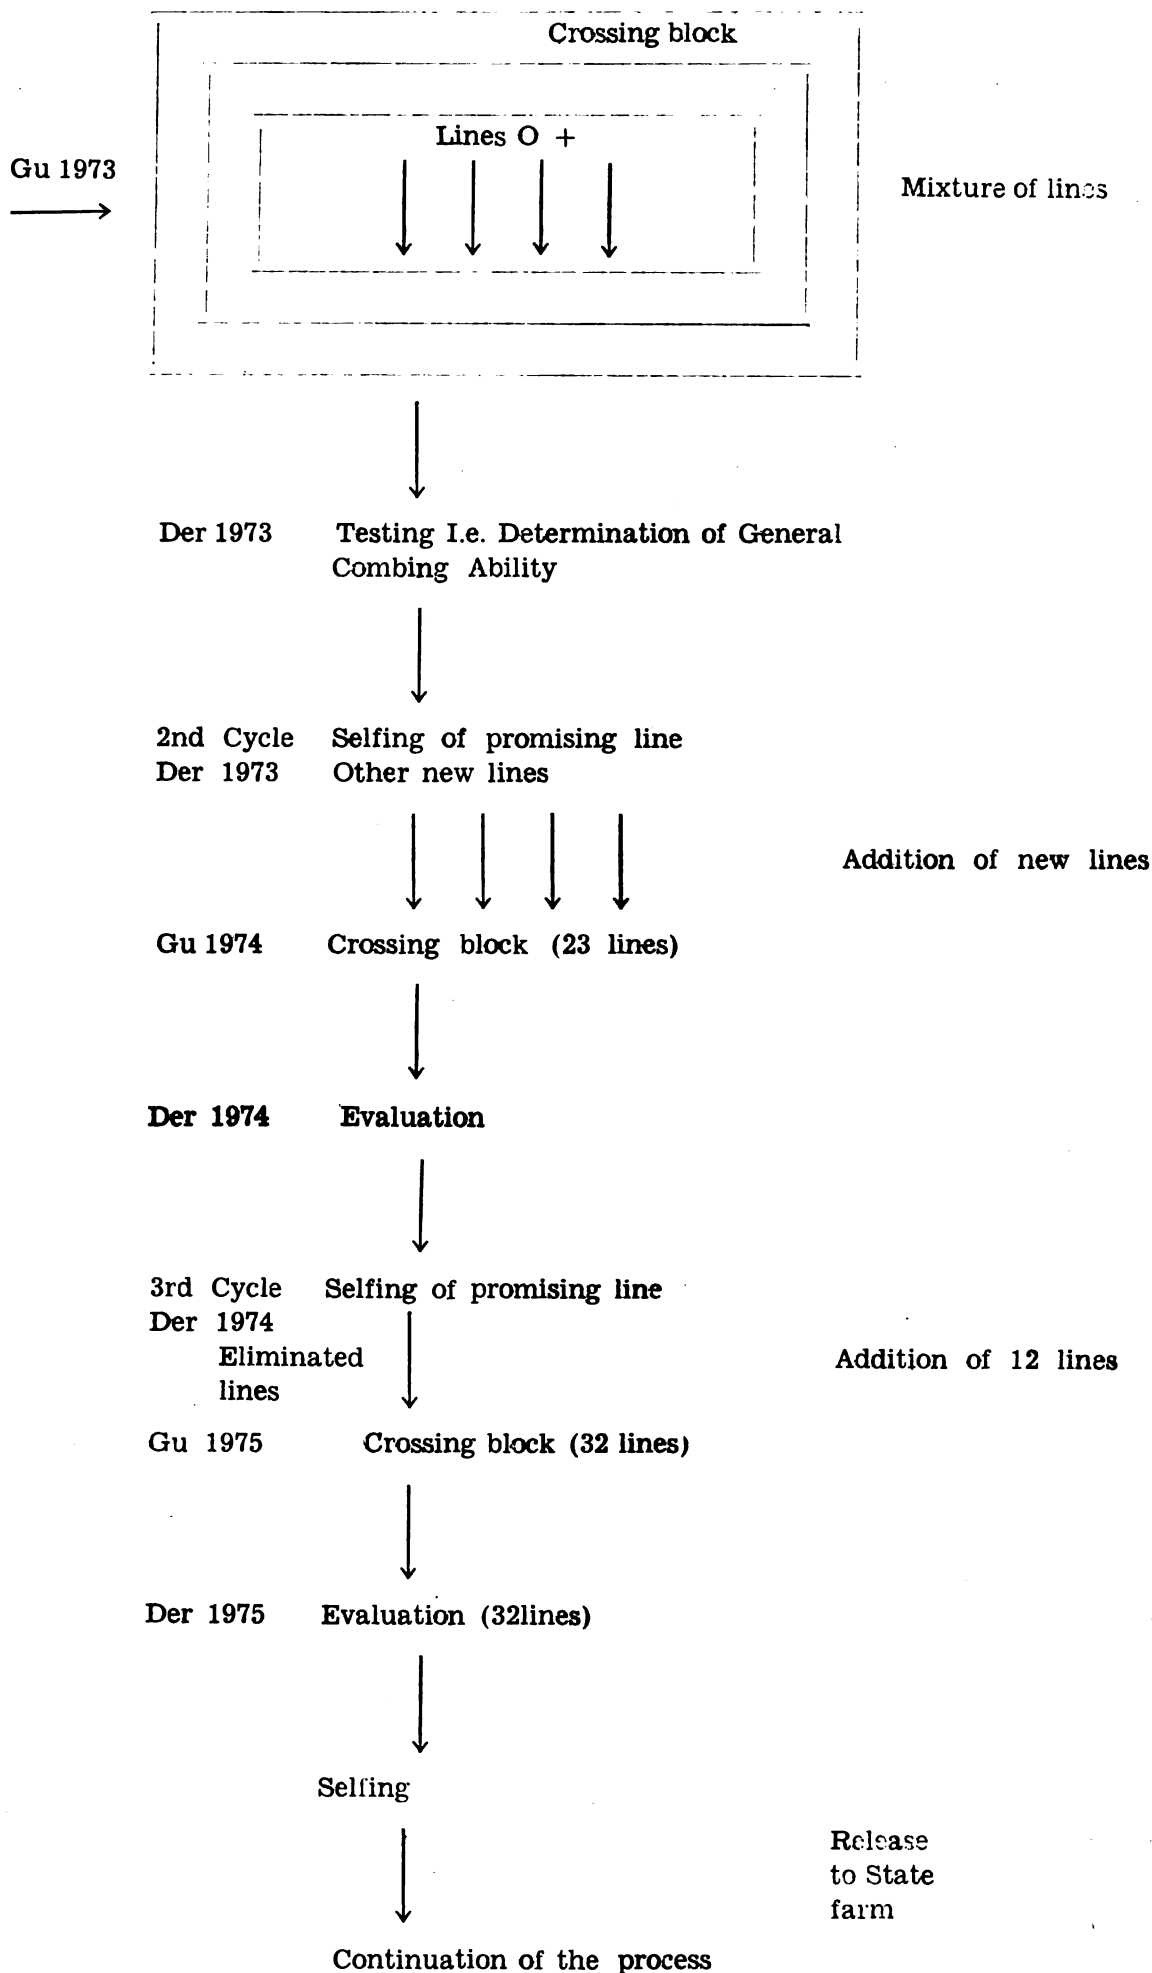 Crossing block
Lines O +
Gu 1973
Mixture of lines
Der 1973 Testing I.e. Determination of General
Combing Ability
2nd Cycle Selfing of promising line
Der 1973 Other new lines
Addition of new lines
Gu 1974 Crossing block (23 lines)
Der 1974 Evaluation
3rd Cycle Selfing of promising line
Der 1974
Eliminated
lines
Addition of 12 lines
Gu 1975 Crossing block (32 lines)
Der 1975 Evaluation (32lines)
Selfing
Release
to State
farm
Continuation of the process